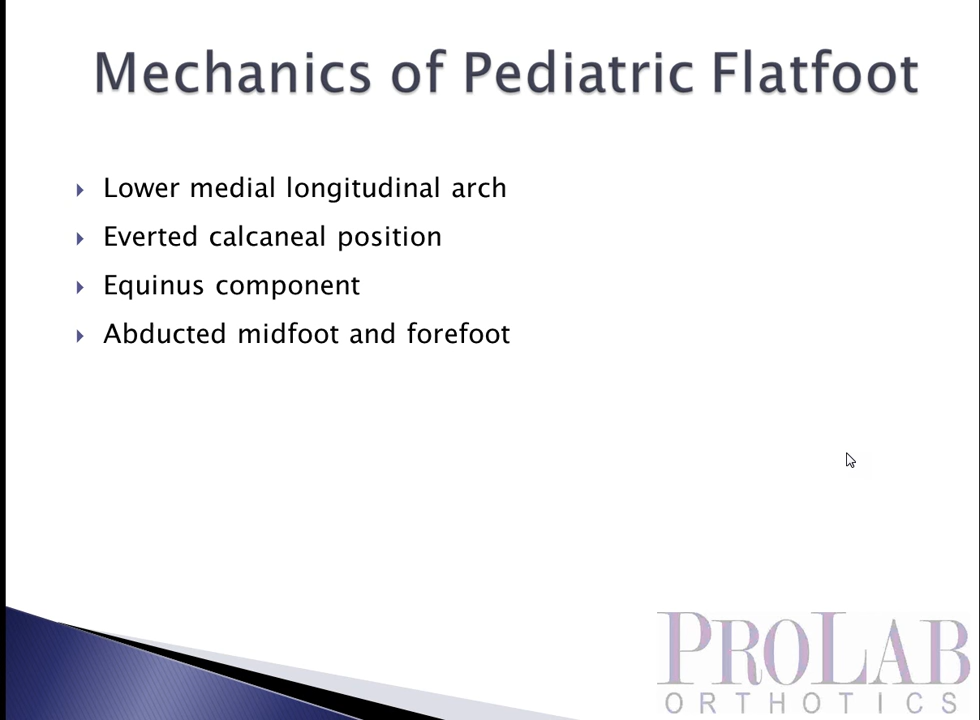 Mechanics of Pediatric Flatfoot
Lower medial longitudinal arch
Everted calcaneal position
Equinus component
Abducted midfoot and forefoot
PROLAB
ORTHOTICS